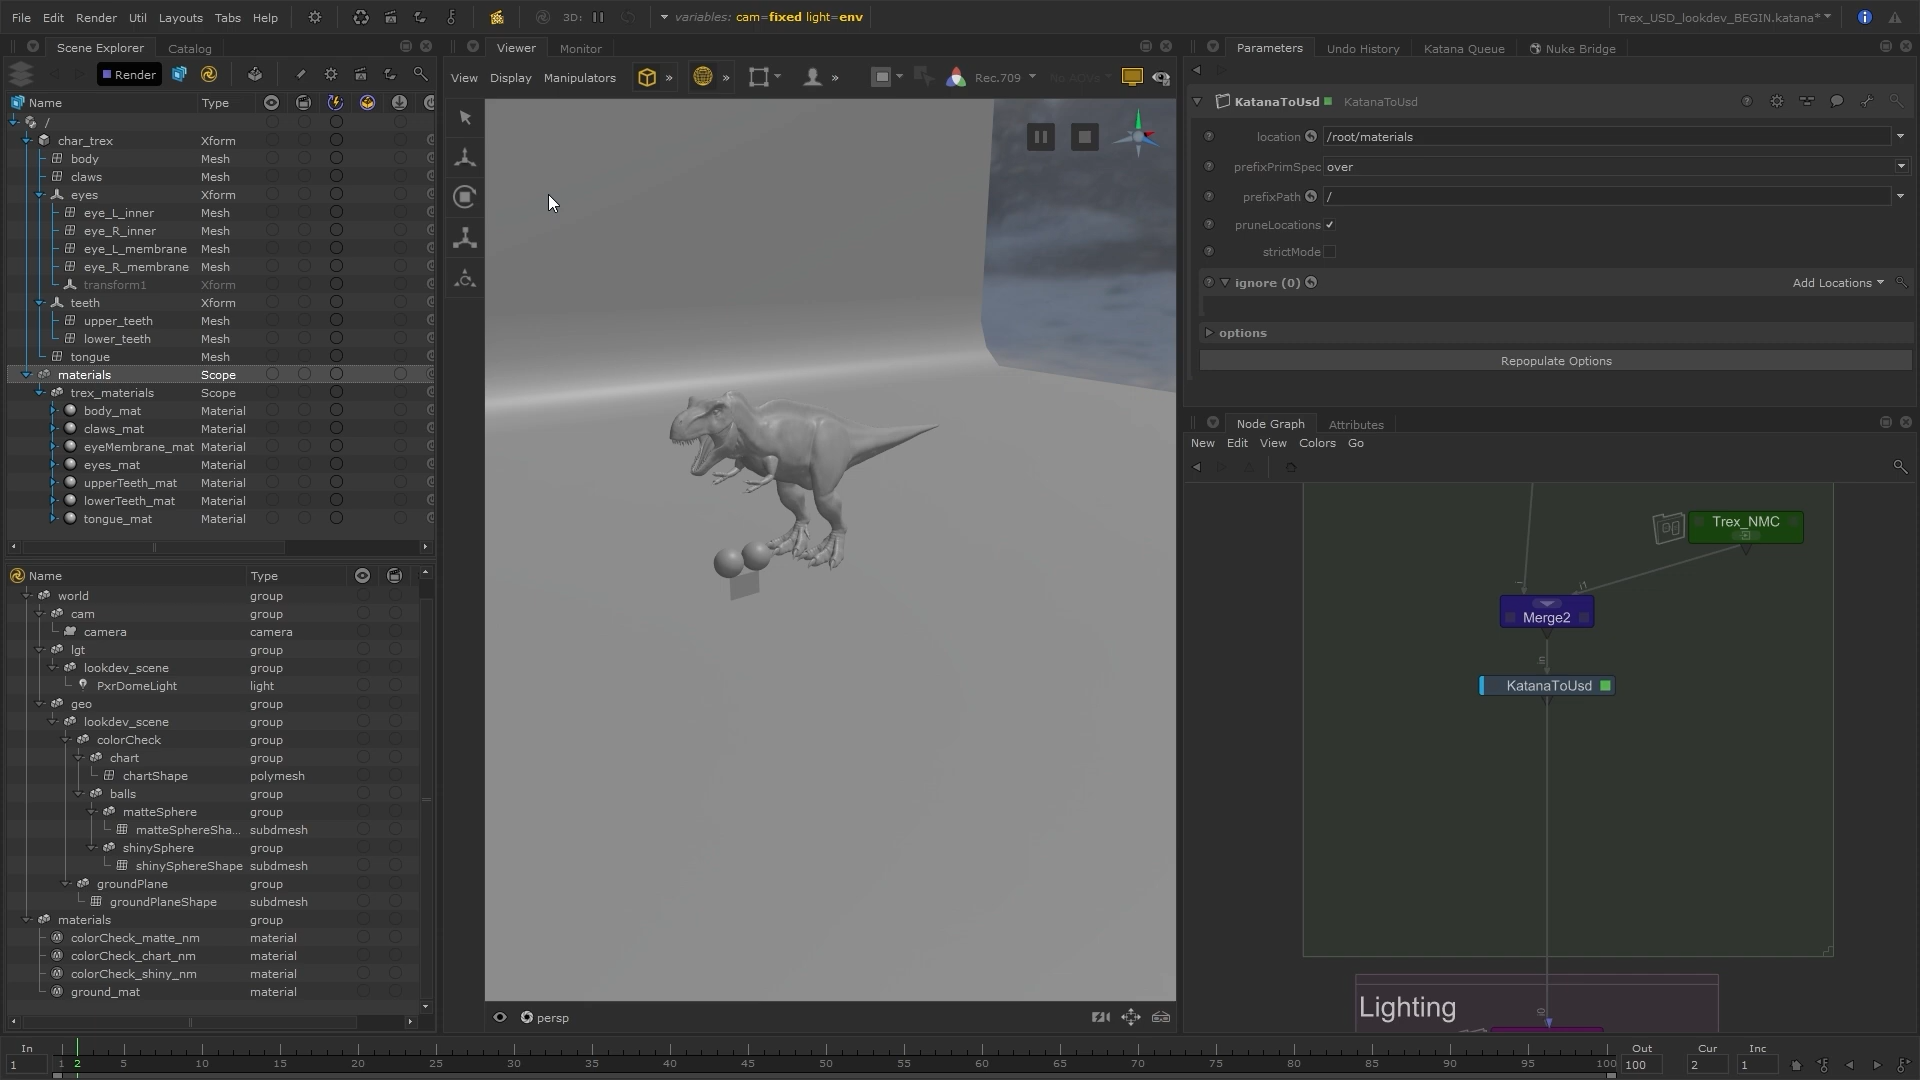 File Edit Render Util Layouts Tabs Help
3D:
variables: cam=fixed light=env
Trex_USD_lookdev_BEGIN.katana*
Scene Explorer Catalog
Render
Name Type
/
char_trex Xform
body Mesh
claws Mesh
eyes Xform
eye_L_inner Mesh
eye_R_inner Mesh
eye_L_membrane Mesh
eye_R_membrane Mesh
transform1 Xform
teeth Xform
upper_teeth Mesh
lower_teeth Mesh
tongue Mesh
materials Scope
trex_materials Scope
body_mat Material
claws_mat Material
eyeMembrane_mat Material
eyes_mat Material
upperTeeth_mat Material
lowerTeeth_mat Material
tongue_mat Material
Name Type
world group
cam group
camera camera
lgt group
lookdev_scene group
PxrDomeLight light
geo group
lookdev_scene group
colorCheck group
chart group
chartShape polymesh
balls group
matteSphere group
matteSphereSha... subdmesh
shinySphere group
shinySphereShape subdmesh
groundPlane group
groundPlaneShape subdmesh
materials group
colorCheck_matte_nm material
colorCheck_chart_nm material
colorCheck_shiny_nm material
ground_mat material
Viewer Monitor
View Display Manipulators
Rec.709 No AOVs
persp
Parameters Undo History Katana Queue Nuke Bridge
KatanaToUsd KatanaToUsd
location /root/materials
prefixPrimSpec over
prefixPath /
pruneLocations
strictMode
ignore (0) Add Locations
options
Repopulate Options
Node Graph Attributes
New Edit View Colors Go
Trex_NMC
i i1
Merge2
in
KatanaToUsd
Lighting
In
1
1 2 5 10 15 20 25 30 35 40 45 50 55 60 65 70 75 80 85 90 95 100
Out Cur Inc
100 2 1